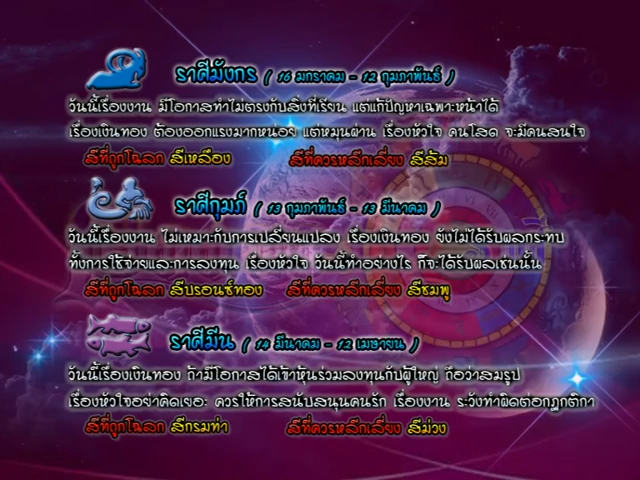 ราศีมังกร ( 16 มกราคม - 12 กุมภาพันธ์ )
วันนี้เรื่องงาน มีโอกาสทำไม่ตรงกับสิ่งที่เรียน แต่แก้ปัญหาเฉพาะหน้าได้
เรื่องเงินทอง ต้องออกแรงมากหน่อย แต่หมุนผ่าน เรื่องหัวใจ คนโสด จะมีคนสนใจ
สีที่ถูกโฉลก สีเหลือง สีที่ควรหลีกเลี่ยง สีส้ม
ราศีกุมภ์ ( 13 กุมภาพันธ์ - 13 มีนาคม )
วันนี้เรื่องงาน ไม่เหมาะกับการเปลี่ยนแปลง เรื่องเงินทอง ยังไม่ได้รับผลกระทบ
ทั้งการใช้จ่ายและการลงทุน เรื่องหัวใจ วันนี้ทำอย่างไร ก็จะได้รับผลเช่นนั้น
สีที่ถูกโฉลก สีบรอนซ์ทอง สีที่ควรหลีกเลี่ยง สีชมพู
ราศีมีน ( 14 มีนาคม - 12 เมษายน )
วันนี้เรื่องเงินทอง ถ้ามีโอกาสได้เข้าหุ้นร่วมลงทุนกับผู้ใหญ่ ถือว่าสมรูป
เรื่องหัวใจอย่าคิดเยอะ ควรให้การสนับสนุนคนรัก เรื่องงาน ระวังทำผิดต่อกฎกติกา
สีที่ถูกโฉลก สีกรมท่า สีที่ควรหลีกเลี่ยง สีม่วง